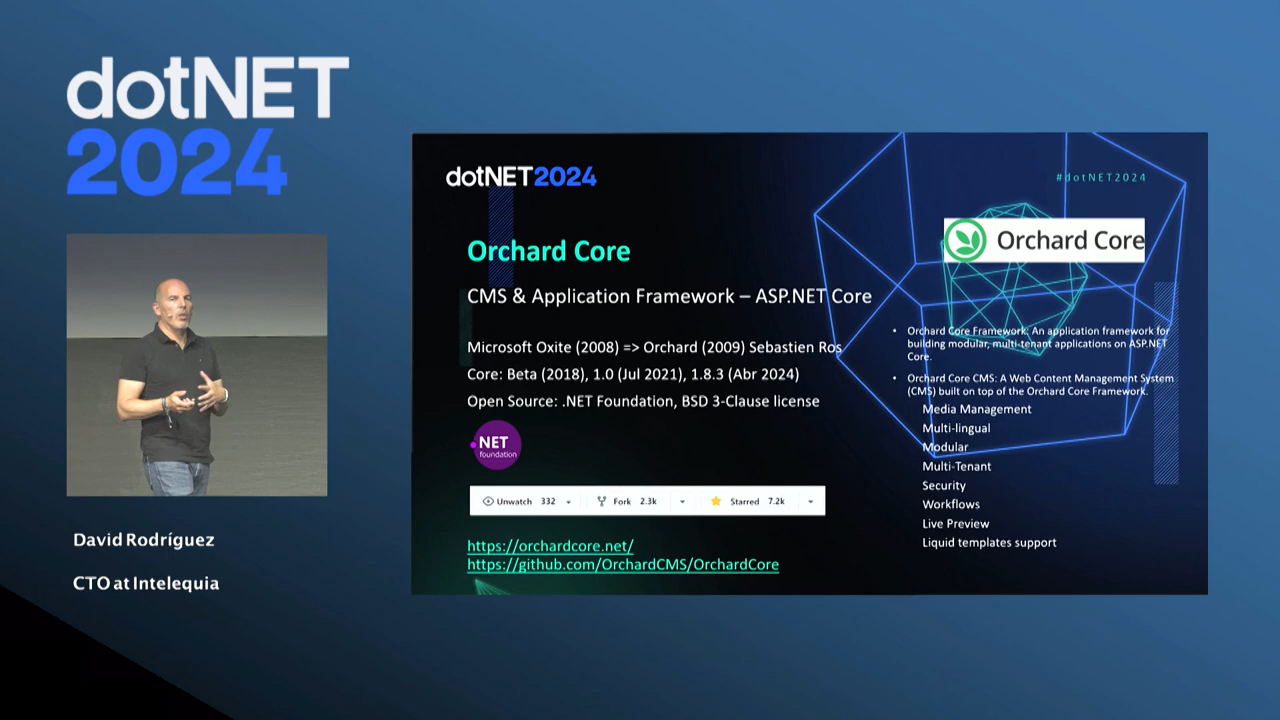 dotNET
2024
David Rodríguez
CTO at Intelequia
dotNET2024
#dotNET2024
Orchard Core
Orchard Core
CMS & Application Framework – ASP.NET Core
Microsoft Oxite (2008) => Orchard (2009) Sebastien Ros
Core: Beta (2018), 1.0 (Jul 2021), 1.8.3 (Abr 2024)
Open Source: .NET Foundation, BSD 3-Clause license
.NET
foundation
Unwatch 332 Fork 2.3k Starred 7.2k
https://orchardcore.net/
https://github.com/OrchardCMS/OrchardCore
• Orchard Core Framework: An application framework for
building modular, multi-tenant applications on ASP.NET
Core.
• Orchard Core CMS: A Web Content Management System
(CMS) built on top of the Orchard Core Framework.
Media Management
Multi-lingual
Modular
Multi-Tenant
Security
Workflows
Live Preview
Liquid templates support